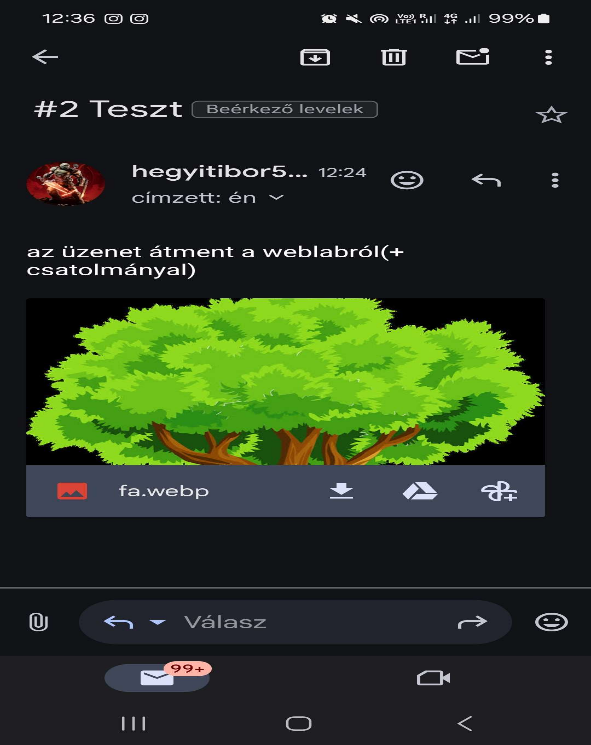 12:36 99%
#2 Teszt Beérkező levelek
hegyitibor5... 12:24
címzett: én
az üzenet átment a weblabról(+
csatolmányal)
fa.webp
Válasz
99+